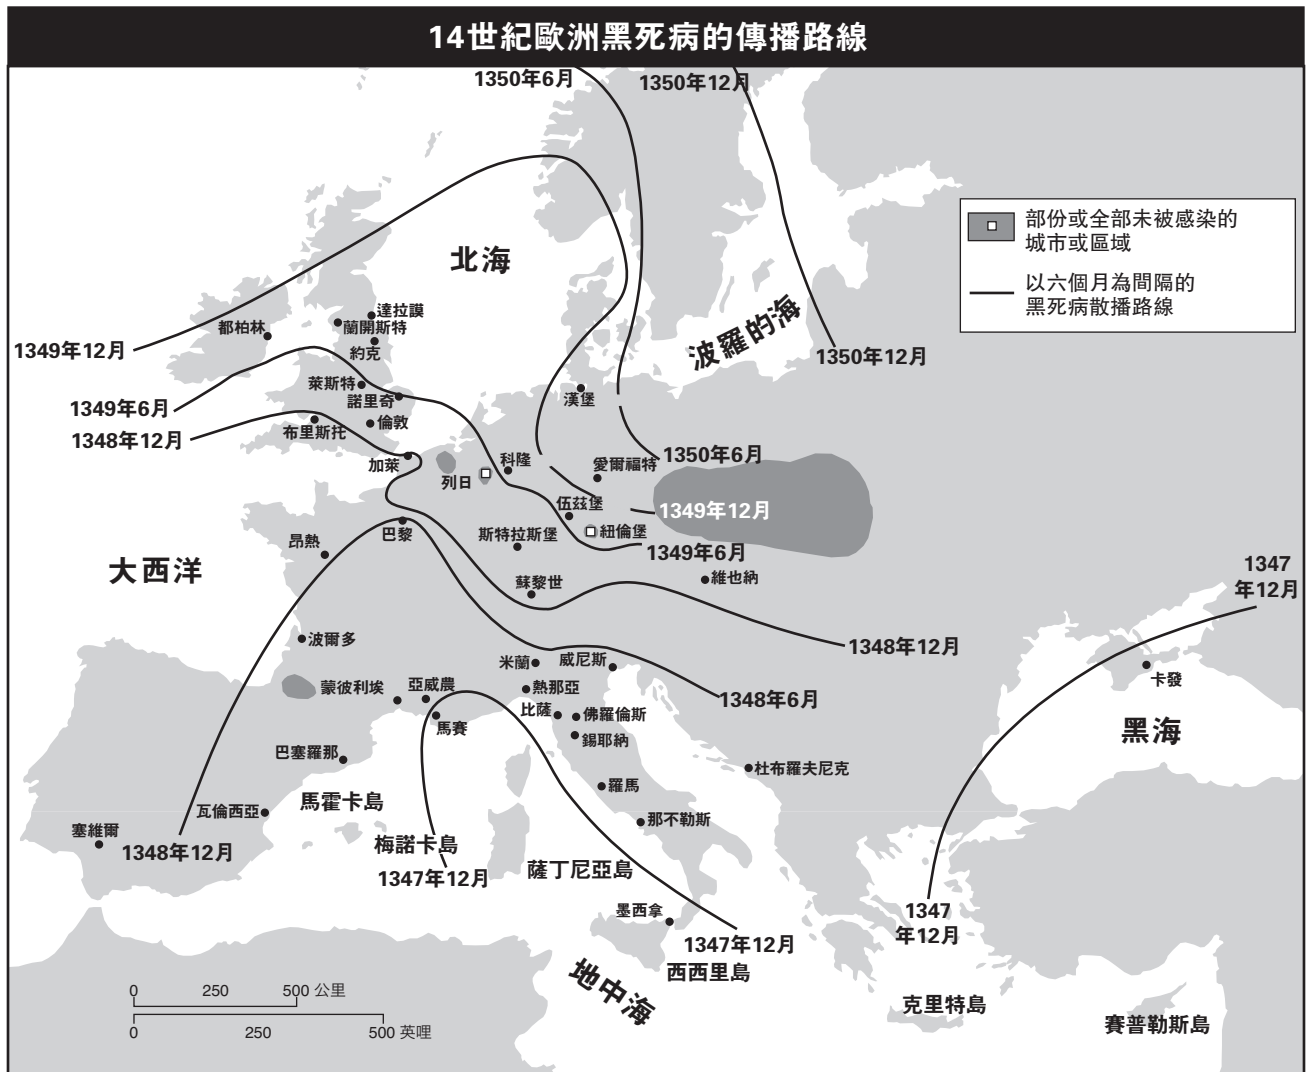 14世紀歐洲黑死病的傳播路線
1350年6月
1350年12月
部份或全部未被感染的
城市或區域
以六個月為間隔的
黑死病散播路線
北海
波羅的海
達拉謨
都柏林
蘭開斯特
約克
1349年12月
1350年12月
萊斯特
諾里奇
漢堡
1349年6月
布里斯托
倫敦
1348年12月
加萊
列日
科隆
愛爾福特
1350年6月
伍茲堡
1349年12月
巴黎
斯特拉斯堡
紐倫堡
昂熱
1349年6月
大西洋
蘇黎世
維也納
1347
年12月
波爾多
1348年12月
米蘭
威尼斯
卡發
蒙彼利埃
亞威農
熱那亞
1348年6月
比薩
佛羅倫斯
馬賽
黑海
錫耶納
巴塞羅那
杜布羅夫尼克
羅馬
馬霍卡島
瓦倫西亞
那不勒斯
塞維爾
1348年12月
梅諾卡島
1347年12月
薩丁尼亞島
墨西拿
1347
年12月
1347年12月
西西里島
地中海
克里特島
賽普勒斯島
0 250 500 公里
0 250 500 英哩